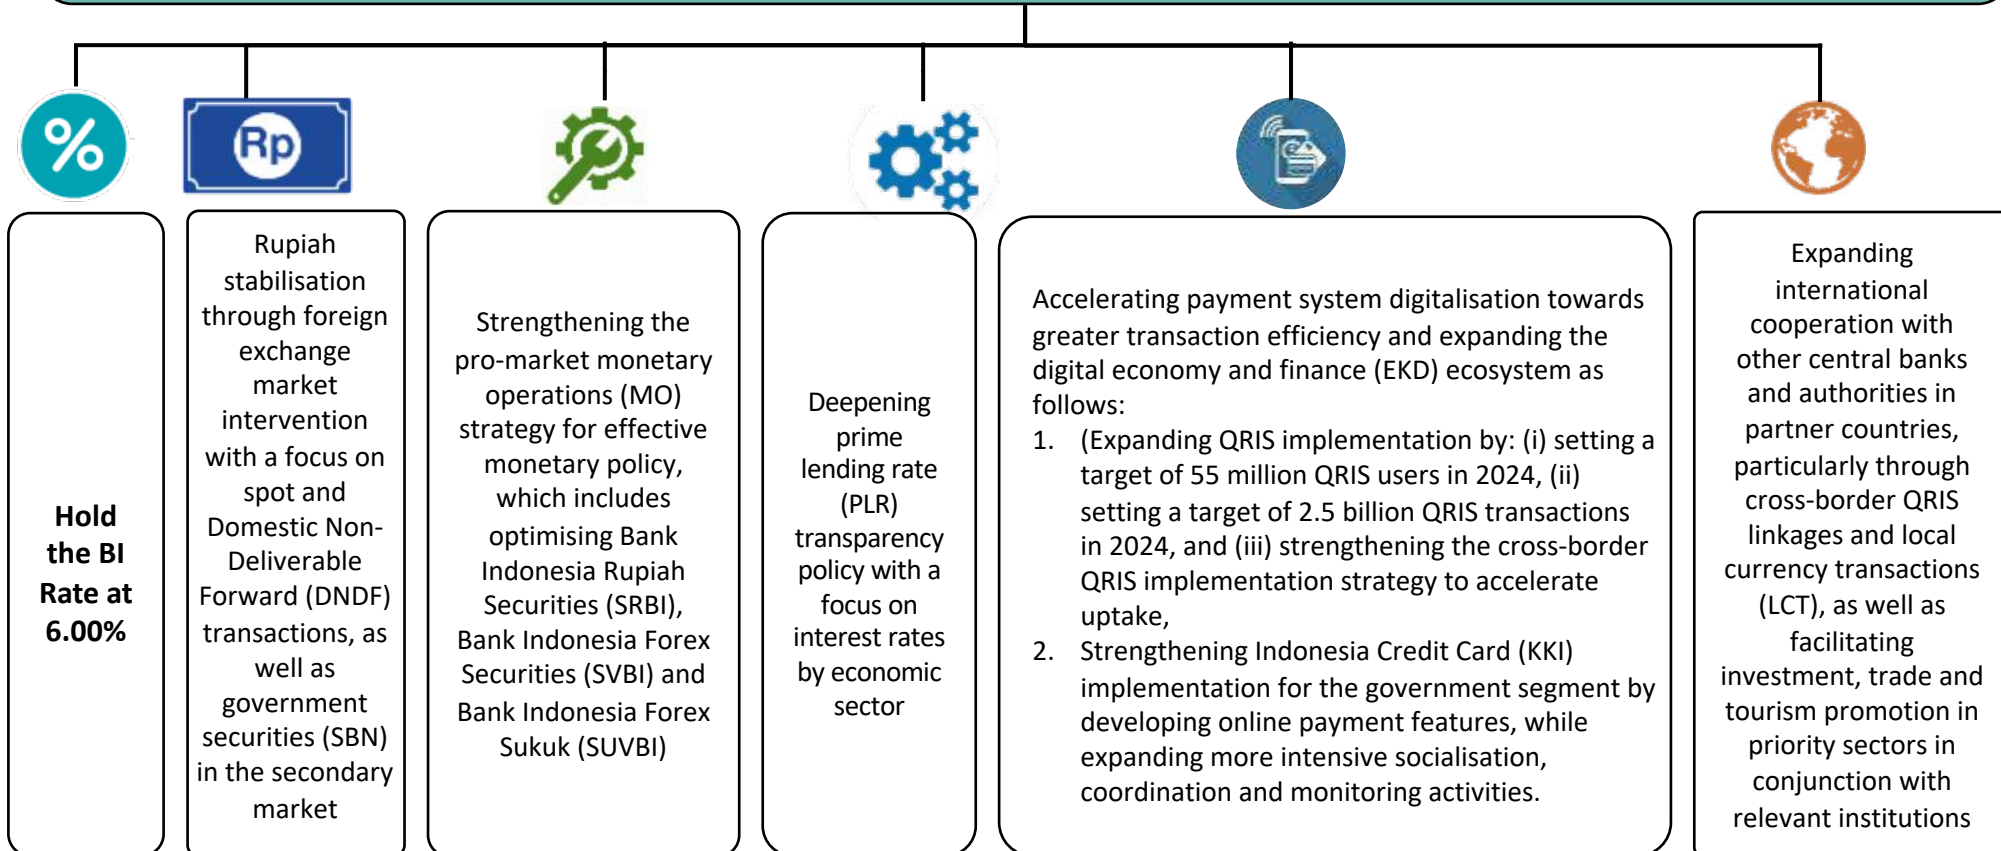 %
Rp
Hold
the BI
Rate at
6.00%
Rupiah
stabilisation
through foreign
exchange
market
intervention
with a focus on
spot and
Domestic Non-
Deliverable
Forward (DNDF)
transactions, as
well as
government
securities (SBN)
in the secondary
market
Strengthening the
pro-market monetary
operations (MO)
strategy for effective
monetary policy,
which includes
optimising Bank
Indonesia Rupiah
Securities (SRBI),
Bank Indonesia Forex
Securities (SVBI) and
Bank Indonesia Forex
Sukuk (SUVBI)
Deepening
prime
lending rate
(PLR)
transparency
policy with a
focus on
interest rates
by economic
sector
Accelerating payment system digitalisation towards
greater transaction efficiency and expanding the
digital economy and finance (EKD) ecosystem as
follows:
1. (Expanding QRIS implementation by: (i) setting a
target of 55 million QRIS users in 2024, (ii)
setting a target of 2.5 billion QRIS transactions
in 2024, and (iii) strengthening the cross-border
QRIS implementation strategy to accelerate
uptake,
2. Strengthening Indonesia Credit Card (KKI)
implementation for the government segment by
developing online payment features, while
expanding more intensive socialisation,
coordination and monitoring activities.
Expanding
international
cooperation with
other central banks
and authorities in
partner countries,
particularly through
cross-border QRIS
linkages and local
currency transactions
(LCT), as well as
facilitating
investment, trade and
tourism promotion in
priority sectors in
conjunction with
relevant institutions